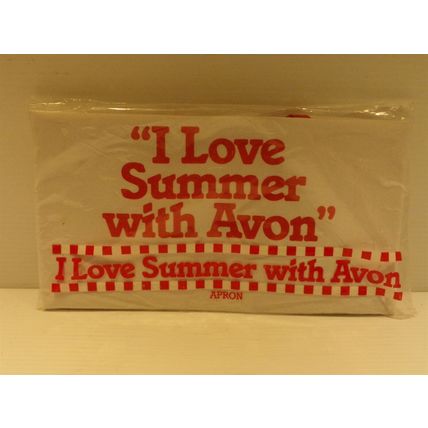 “I Love
Summer
with Avon”
I Love Summer with Avon
APRON